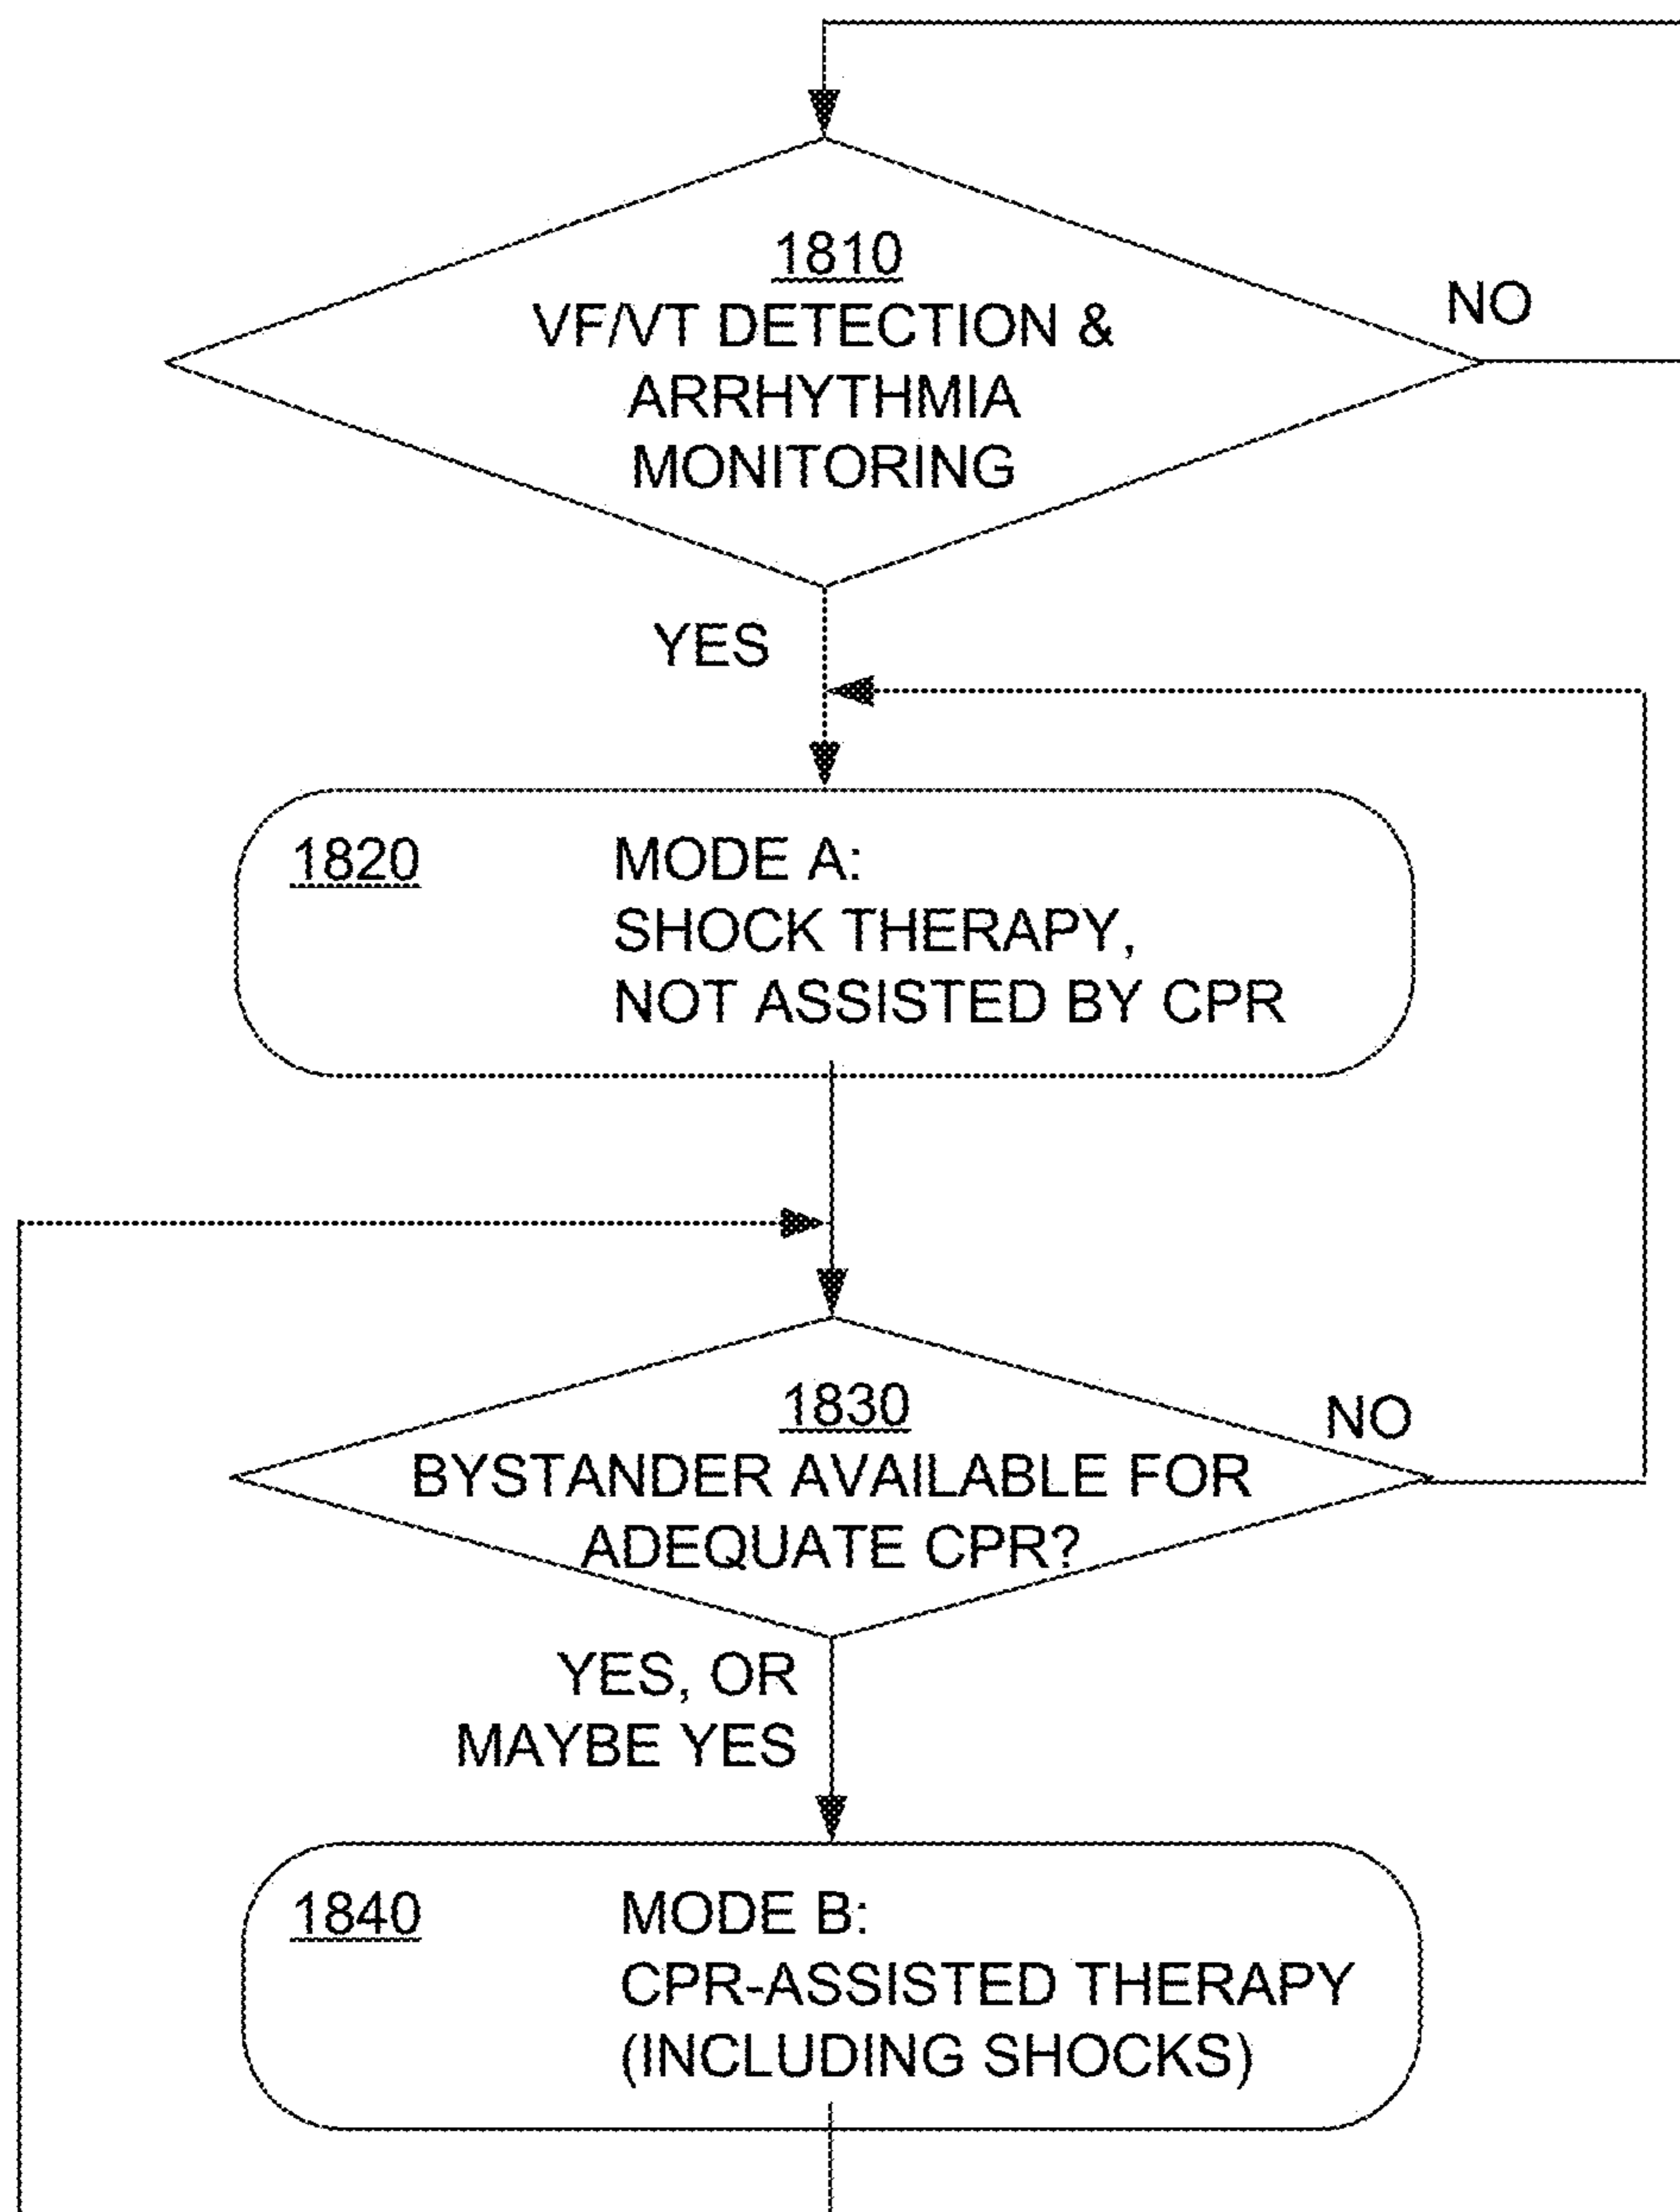 1810
VF/VT DETECTION &
ARRHYTHMIA
MONITORING
NO
YES
1820
MODE A:
SHOCK THERAPY,
NOT ASSISTED BY CPR
1830
NO
BYSTANDER AVAILABLE FOR
ADEQUATE CPR?
YES, OR
MAYBE YES
1840
MODE B:
CPR-ASSISTED THERAPY
(INCLUDING SHOCKS)